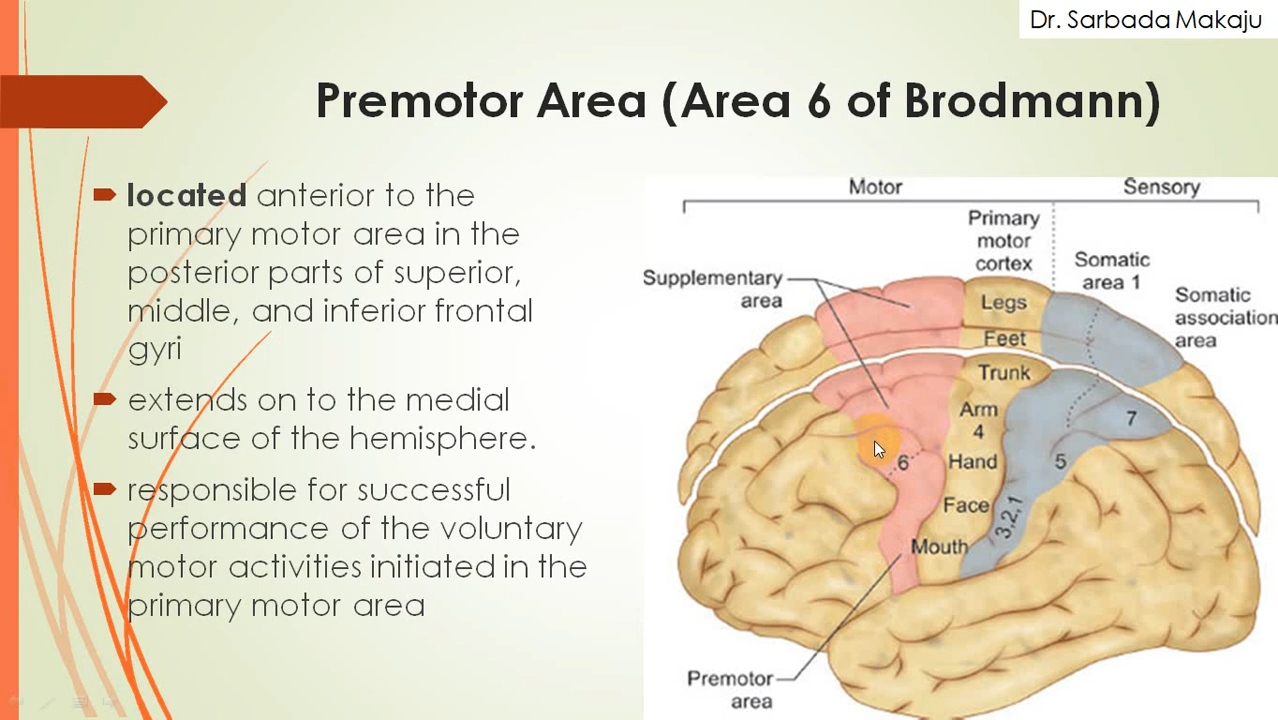 Dr. Sarbada Makaju
Premotor Area (Area 6 of Brodmann)
located anterior to the
primary motor area in the
posterior parts of superior,
middle, and inferior frontal
gyri
extends on to the medial
surface of the hemisphere.
responsible for successful
performance of the voluntary
motor activities initiated in the
primary motor area
Motor
Sensory
Primary
motor
cortex
Supplementary
area
Somatic
area 1
Somatic
association
area
Legs
Feet
Trunk
Arm
4
Hand
Face
Mouth
6
3,2,1
5
7
Premotor
area